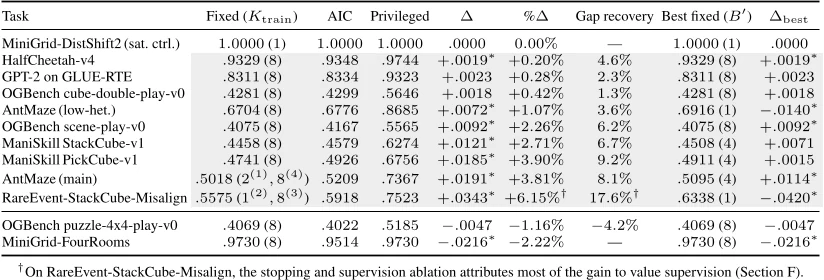 Task Fixed (K_train) AIC Privileged Δ %Δ Gap recovery Best fixed (B′) Δ_best
MiniGrid-DistShift2 (sat. ctrl.) 1.0000 (1) 1.0000 1.0000 .0000 0.00% — 1.0000 (1) .0000
HalfCheetah-v4 .9329 (8) .9348 .9744 +.0019* +0.20% 4.6% .9329 (8) +.0019*
GPT-2 on GLUE-RTE .8311 (8) .8334 .9323 +.0023 +0.28% 2.3% .8311 (8) +.0023
OGBench cube-double-play-v0 .4281 (8) .4299 .5646 +.0018 +0.42% 1.3% .4281 (8) +.0018
AntMaze (low-het.) .6704 (8) .6776 .8685 +.0072* +1.07% 3.6% .6916 (1) −.0140*
OGBench scene-play-v0 .4075 (8) .4167 .5565 +.0092* +2.26% 6.2% .4075 (8) +.0092*
ManiSkill StackCube-v1 .4458 (8) .4579 .6274 +.0121* +2.71% 6.7% .4508 (4) +.0071
ManiSkill PickCube-v1 .4741 (8) .4926 .6756 +.0185* +3.90% 9.2% .4911 (4) +.0015
AntMaze (main) .5018 (2^(1), 8^(4)) .5209 .7367 +.0191* +3.81% 8.1% .5095 (4) +.0114*
RareEvent-StackCube-Misalign .5575 (1^(2), 8^(3)) .5918 .7523 +.0343* +6.15%† 17.6%† .6338 (1) −.0420*
OGBench puzzle-4x4-play-v0 .4069 (8) .4022 .5185 −.0047 −1.16% −4.2% .4069 (8) −.0047
MiniGrid-FourRooms .9730 (8) .9514 .9730 −.0216* −2.22% — .9730 (8) −.0216*
†On RareEvent-StackCube-Misalign, the stopping and supervision ablation attributes most of the gain to value supervision (Section F).